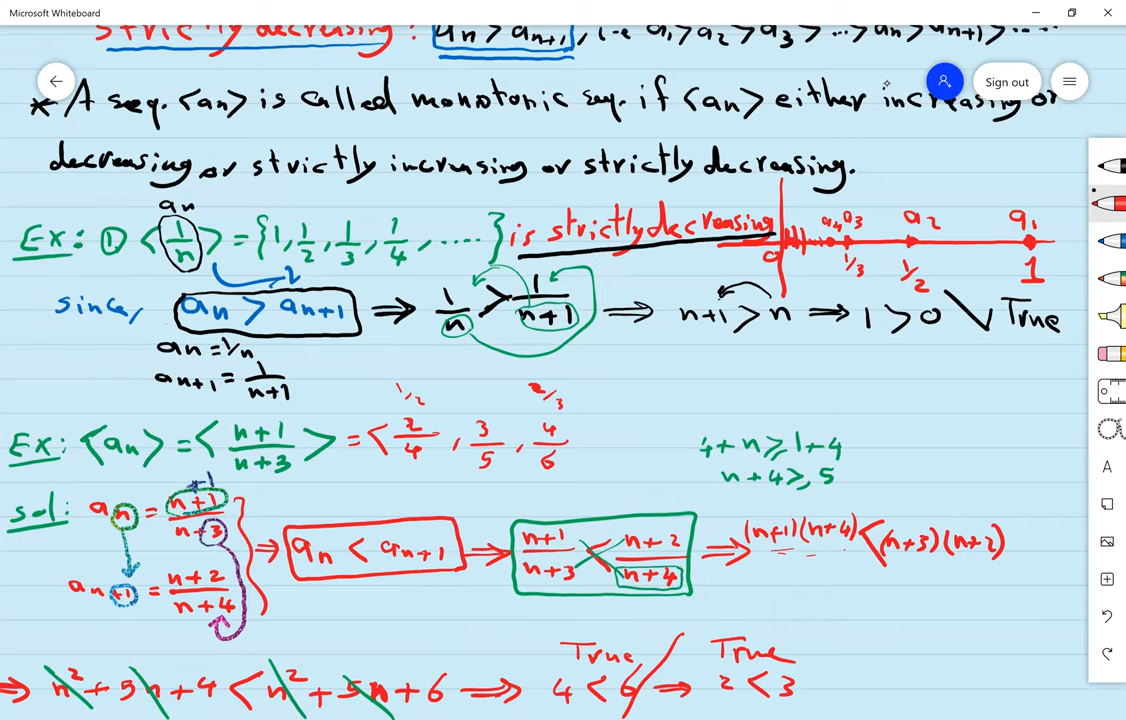 Microsoft Whiteboard
strictly decreasing : an > an+1 , i.e a1 > a2 > a3 > ... > an > an+1 > ....
Sign out
* A seq. <an> is called monotonic seq. if <an> either increasing or
decreasing or strictly increasing or strictly decreasing.
an
Ex: ① <1/n> = {1, 1/2, 1/3, 1/4, ....} is strictly decreasing
a4 a3 a2 a1
0 1/3 1/2 1
since, an > an+1 ⇒ 1/n > 1/n+1 ⇒ n+1 > n ⇒ 1 > 0 \ True
an = 1/n
an+1 = 1/n+1
1/2 2/3
Ex: <an> = < n+1/n+3 > = < 2/4 , 3/5 , 4/6
4+n ≥ 1+4
n+4 ≥ 5
+1
sol: an = n+1/n+3
⇒ an < an+1 ⇒ n+1/n+3 < n+2/n+4 ⇒ (n+1)(n+4) < (n+3)(n+2)
an+1 = n+2/n+4
True True
⇒ n² + 5n + 4 < n² + 5n + 6 ⇒ 4 < 6 / ⇒ 2 < 3